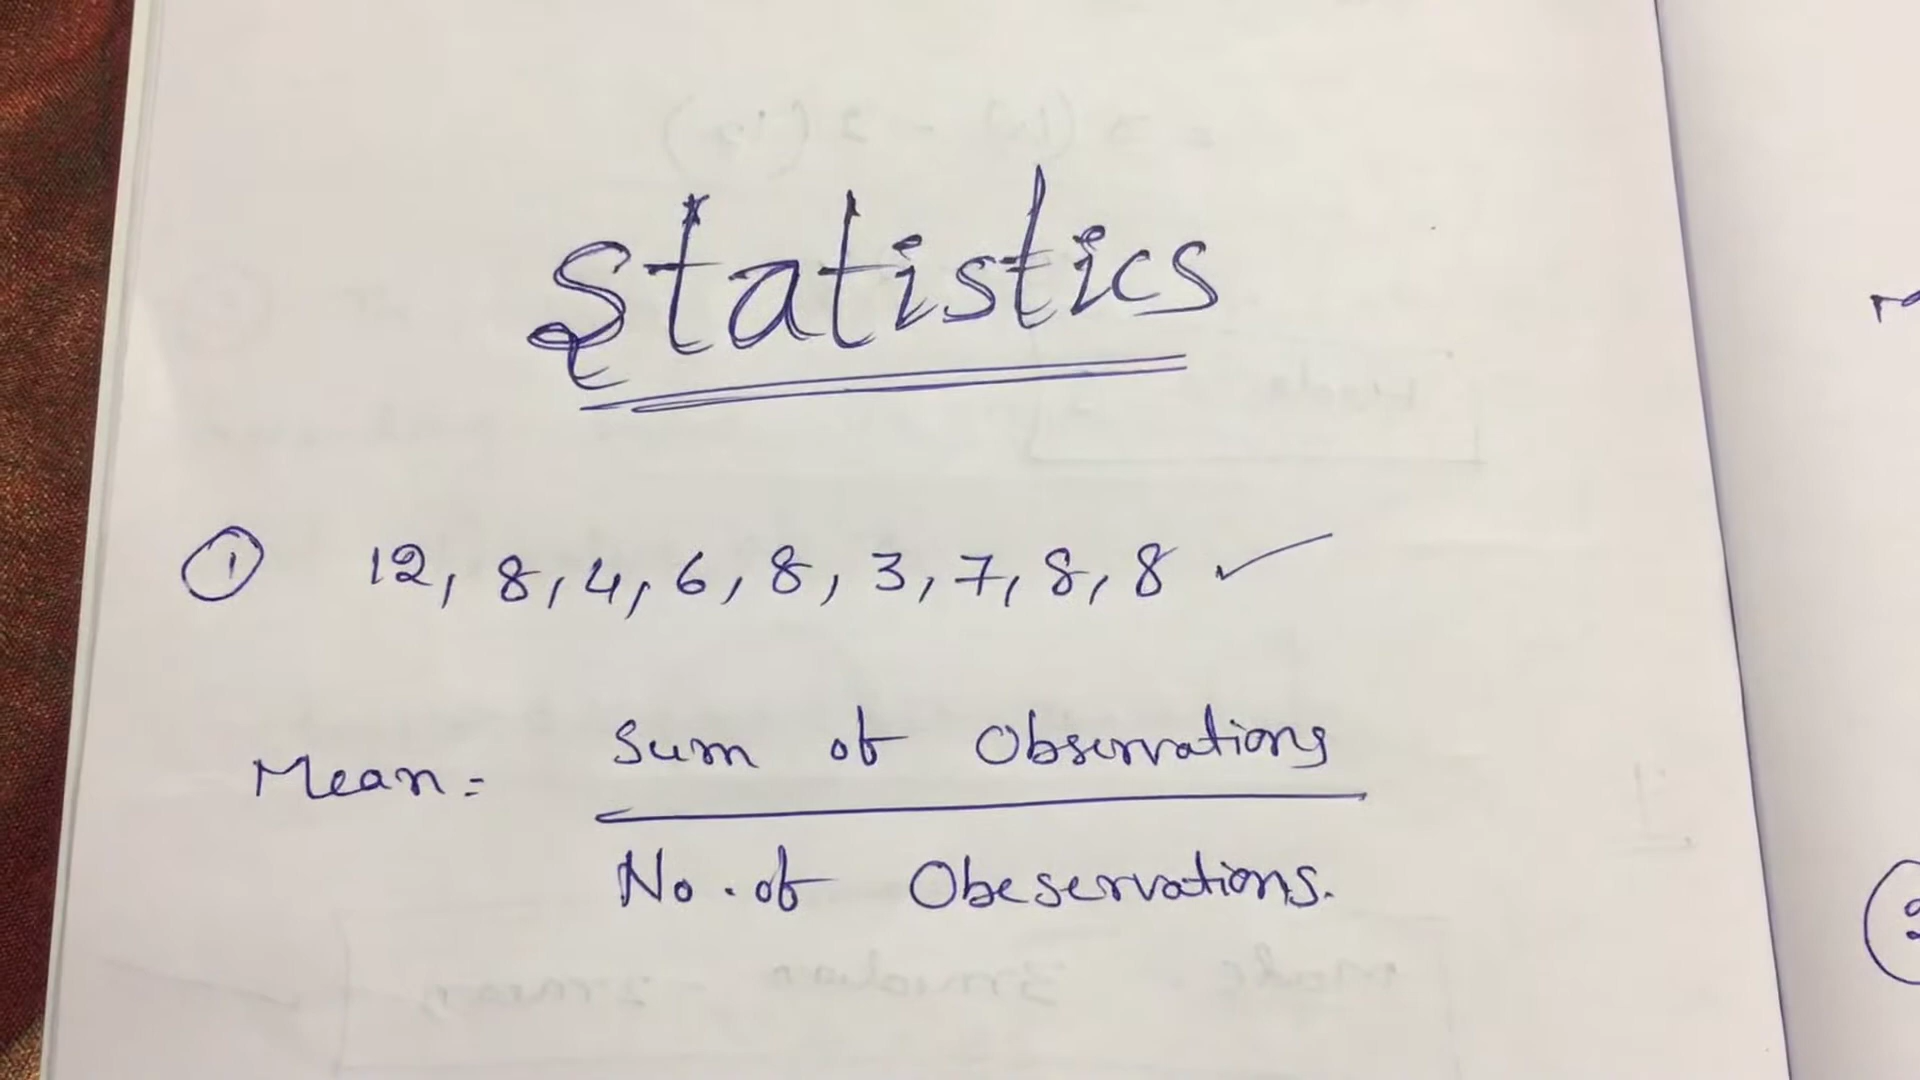 Statistics
① 12, 8, 4, 6, 8, 3, 7, 8, 8 ✓
Mean = Sum of Observations
No. of Obeservations.